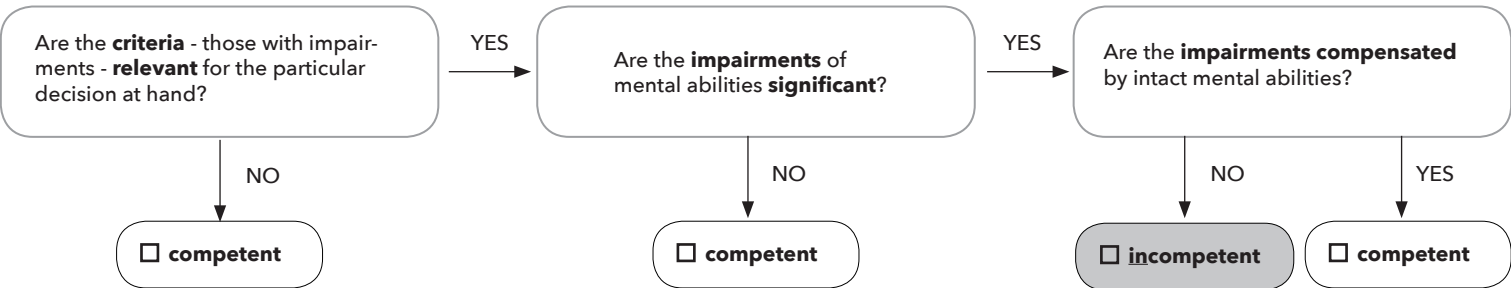 Are the criteria - those with impair-
ments - relevant for the particular
decision at hand?
YES
Are the impairments of
mental abilities significant?
YES
Are the impairments compensated
by intact mental abilities?
NO
NO
NO
YES
competent
competent
incompetent
competent